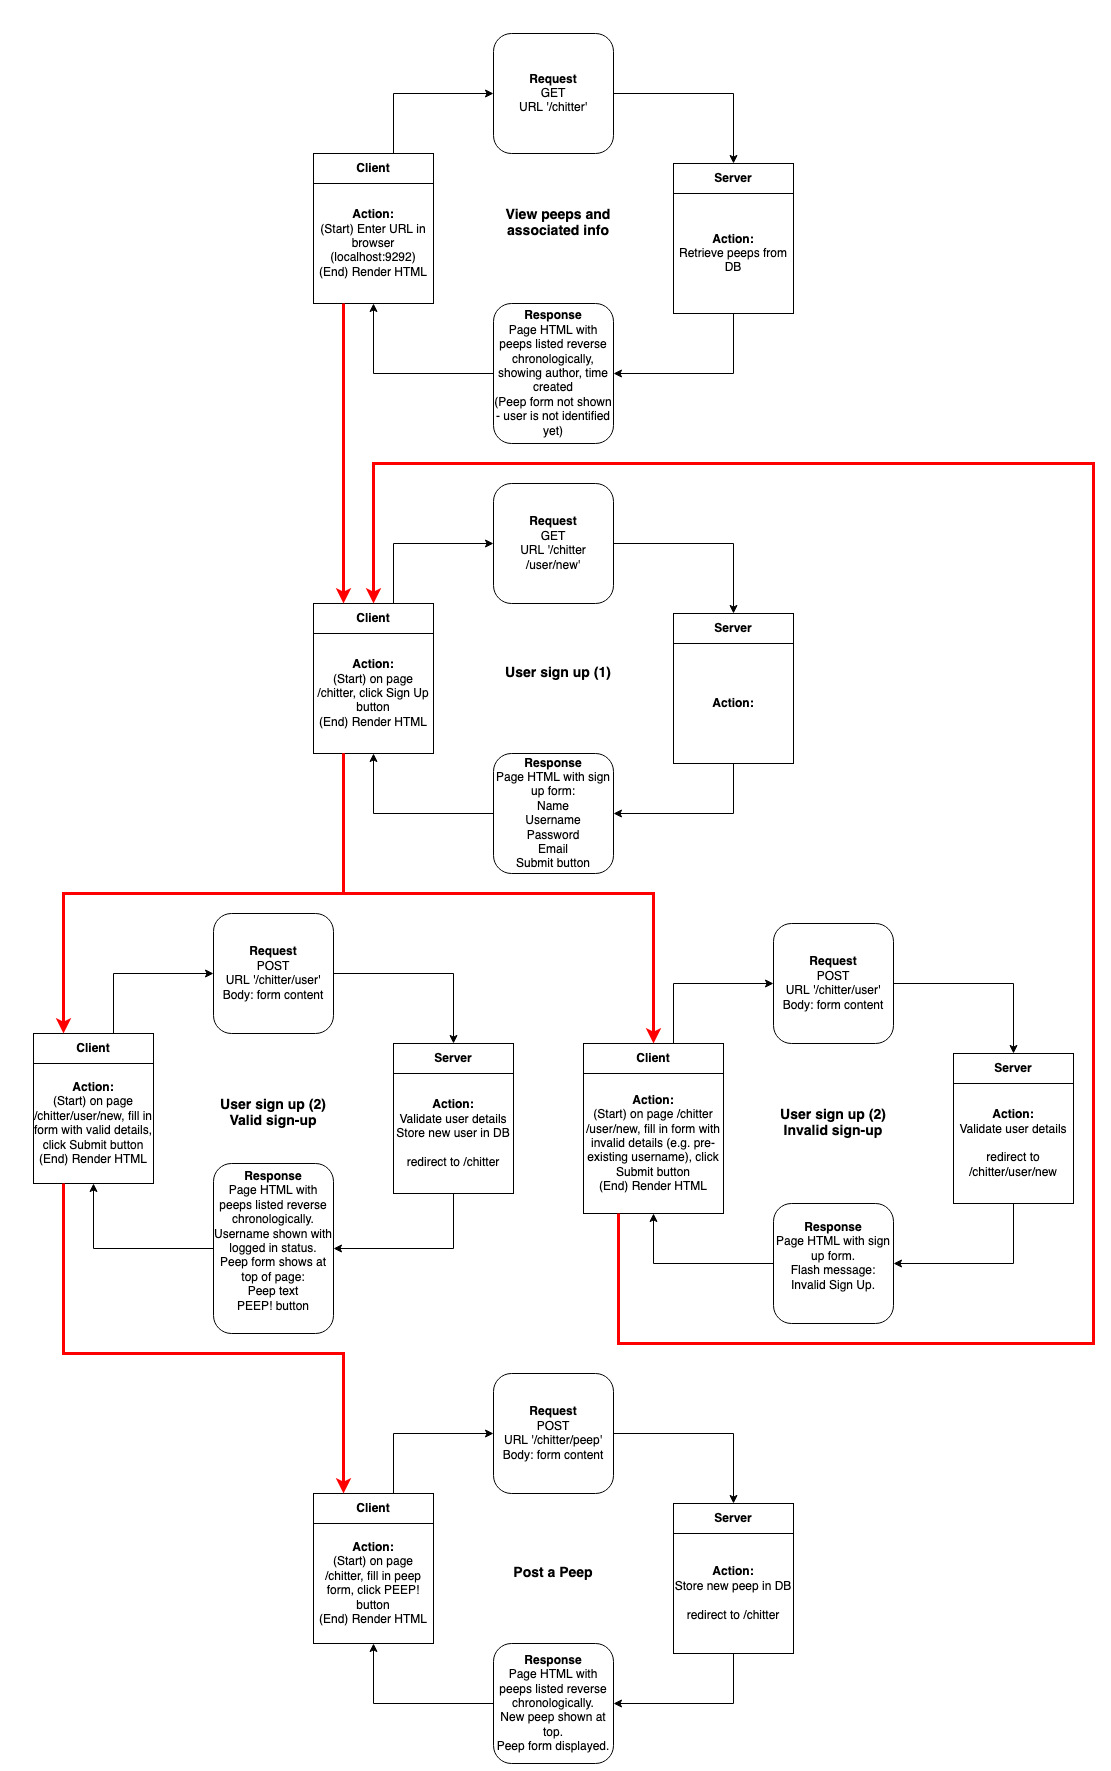 Request
GET
URL '/chitter'
Client
Action:
(Start) Enter URL in
browser
(localhost:9292)
(End) Render HTML
View peeps and
associated info
Server
Action:
Retrieve peeps from
DB
Response
Page HTML with
peeps listed reverse
chronologically,
showing author, time
created
(Peep form not shown
- user is not identified
yet)
Request
GET
URL '/chitter
/user/new'
Client
Action:
(Start) on page
/chitter, click Sign Up
button
(End) Render HTML
User sign up (1)
Server
Action:
Response
Page HTML with sign
up form:
Name
Username
Password
Email
Submit button
Request
POST
URL '/chitter/user'
Body: form content
Client
Action:
(Start) on page
/chitter/user/new, fill in
form with valid details,
click Submit button
(End) Render HTML
User sign up (2)
Valid sign-up
Server
Action:
Validate user details
Store new user in DB
redirect to /chitter
Response
Page HTML with
peeps listed reverse
chronologically.
Username shown with
logged in status.
Peep form shows at
top of page:
Peep text
PEEP! button
Request
POST
URL '/chitter/user'
Body: form content
Client
Action:
(Start) on page /chitter
/user/new, fill in form with
invalid details (e.g. pre-
existing username), click
Submit button
(End) Render HTML
User sign up (2)
Invalid sign-up
Server
Action:
Validate user details
redirect to
/chitter/user/new
Response
Page HTML with sign
up form.
Flash message:
Invalid Sign Up.
Request
POST
URL '/chitter/peep'
Body: form content
Client
Action:
(Start) on page
/chitter, fill in peep
form, click PEEP!
button
(End) Render HTML
Post a Peep
Server
Action:
Store new peep in DB
redirect to /chitter
Response
Page HTML with
peeps listed reverse
chronologically.
New peep shown at
top.
Peep form displayed.